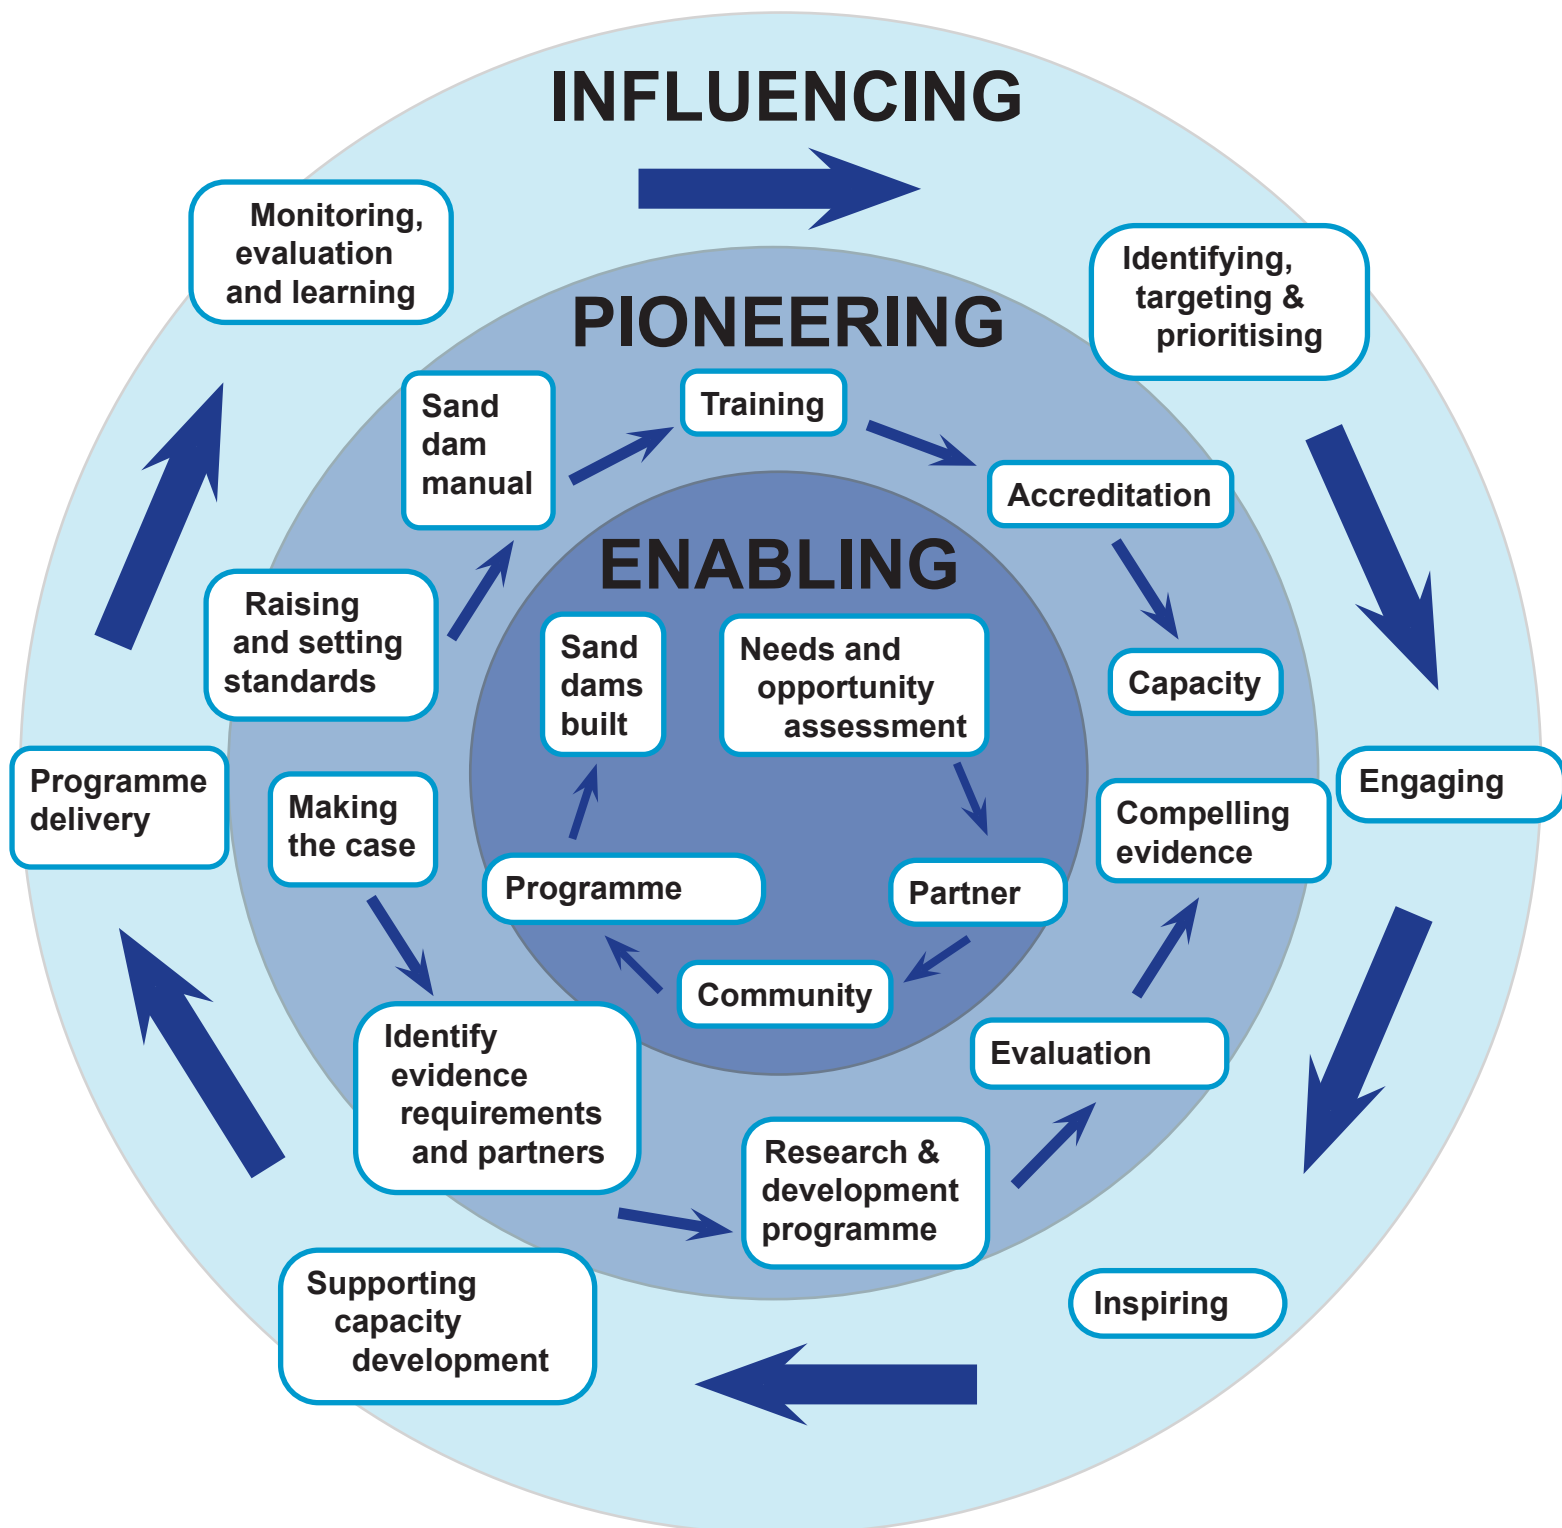 INFLUENCING
Monitoring,
evaluation
and learning
Identifying,
targeting &
prioritising
Engaging
Inspiring
Supporting
capacity
development
Programme
delivery
PIONEERING
Raising
and setting
standards
Sand
dam
manual
Training
Accreditation
Capacity
Making
the case
Identify
evidence
requirements
and partners
Research &
development
programme
Evaluation
Compelling
evidence
ENABLING
Needs and
opportunity
assessment
Partner
Community
Programme
Sand
dams
built